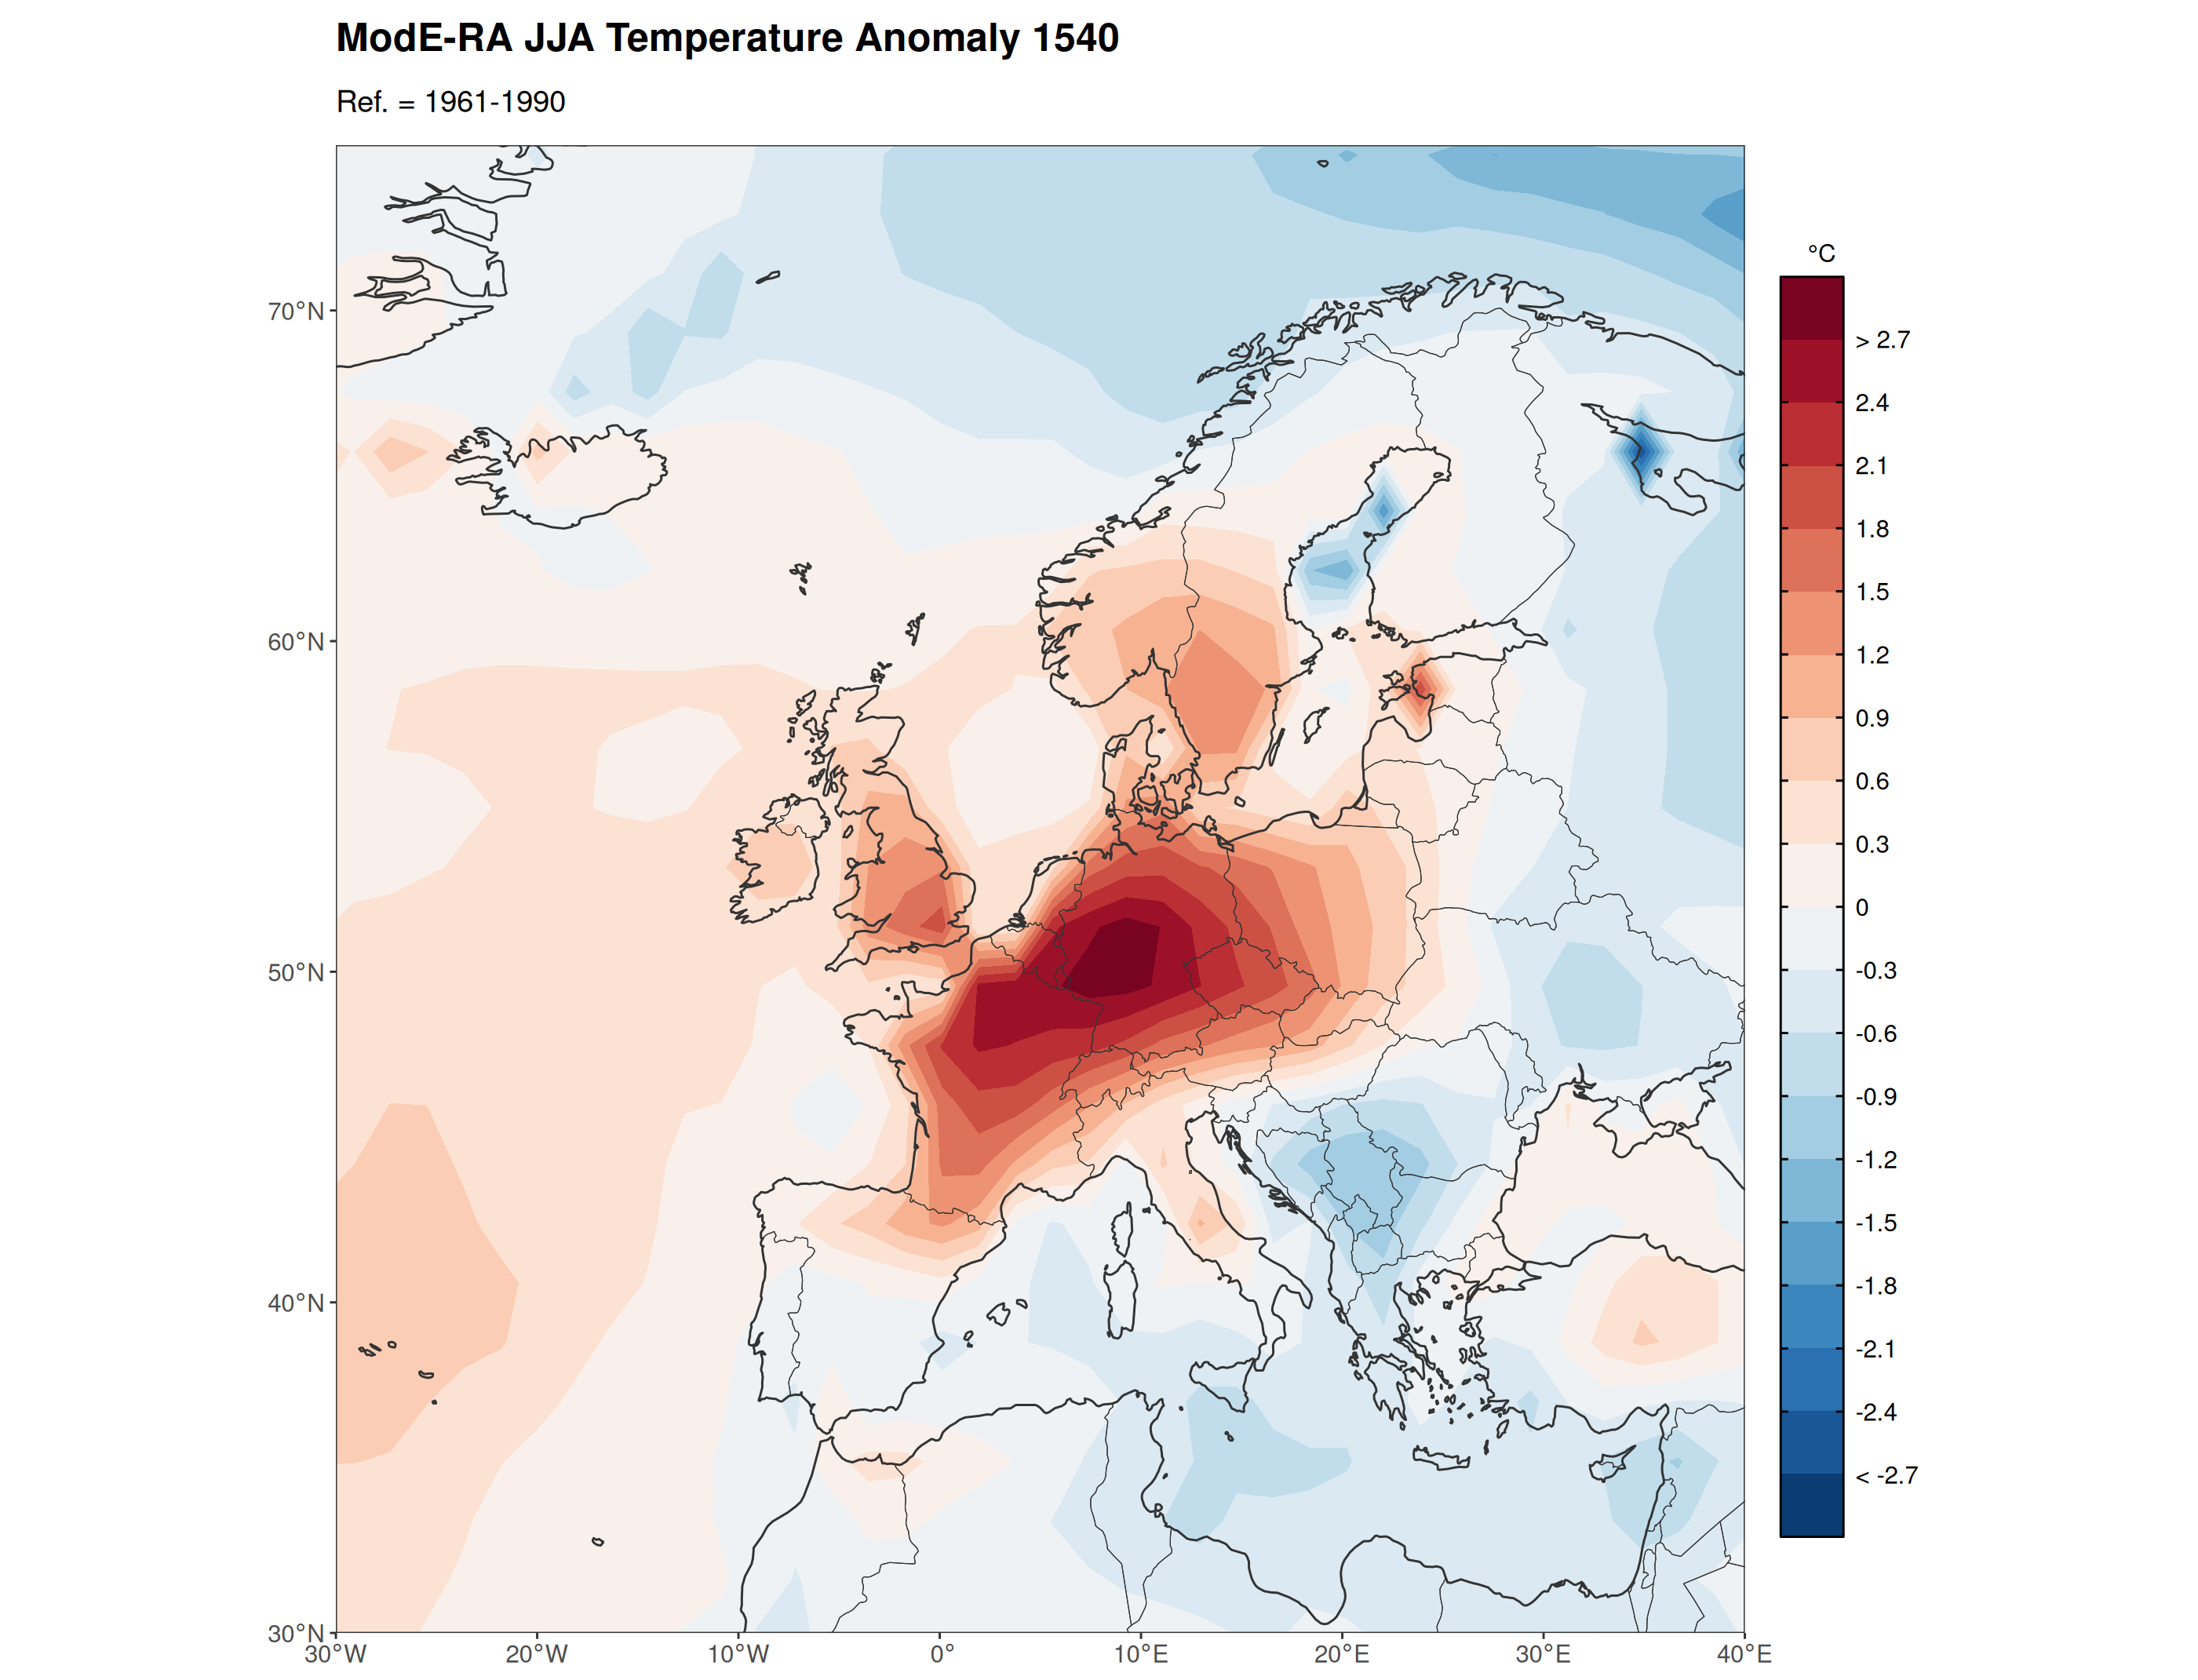 ModE-RA JJA Temperature Anomaly 1540
Ref. = 1961-1990
°C
> 2.7
2.4
2.1
1.8
1.5
1.2
0.9
0.6
0.3
0
-0.3
-0.6
-0.9
-1.2
-1.5
-1.8
-2.1
-2.4
< -2.7
70°N
60°N
50°N
40°N
30°N
30°W 20°W 10°W 0° 10°E 20°E 30°E 40°E